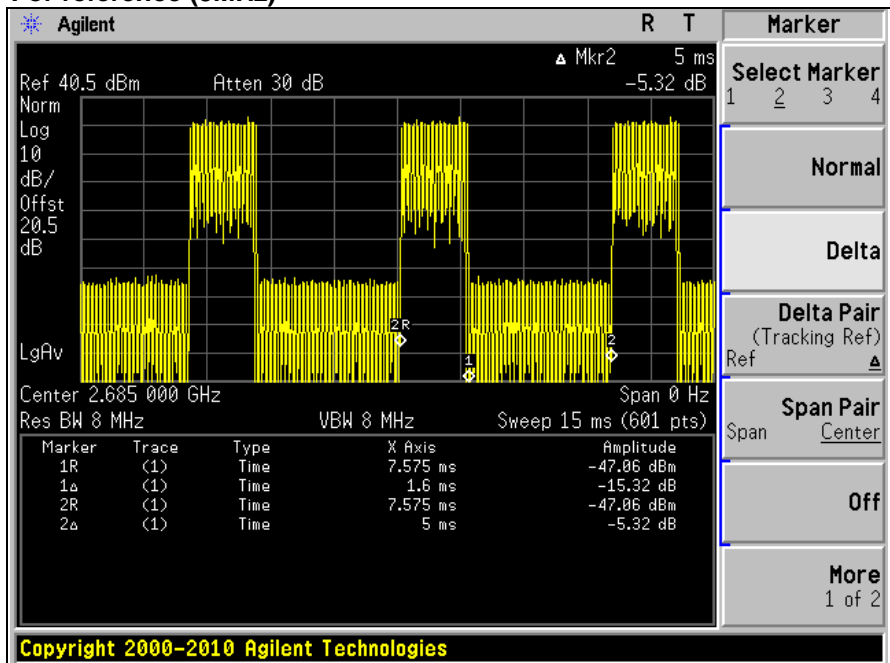 Agilent R T Marker
Δ Mkr2 5 ms
Ref 40.5 dBm Atten 30 dB -5.32 dB
Norm
Log
10
dB/
Offst
20.5
dB
LgAv
2R
1
2
Center 2.685 000 GHz Span 0 Hz
Res BW 8 MHz VBW 8 MHz Sweep 15 ms (601 pts)
Marker Trace Type X Axis Amplitude
1R (1) Time 7.575 ms -47.06 dBm
1Δ (1) Time 1.6 ms -15.32 dB
2R (1) Time 7.575 ms -47.06 dBm
2Δ (1) Time 5 ms -5.32 dB
Select Marker
1 2 3 4
Normal
Delta
Delta Pair
(Tracking Ref)
Ref Δ
Span Pair
Span Center
Off
More
1 of 2
Copyright 2000-2010 Agilent Technologies